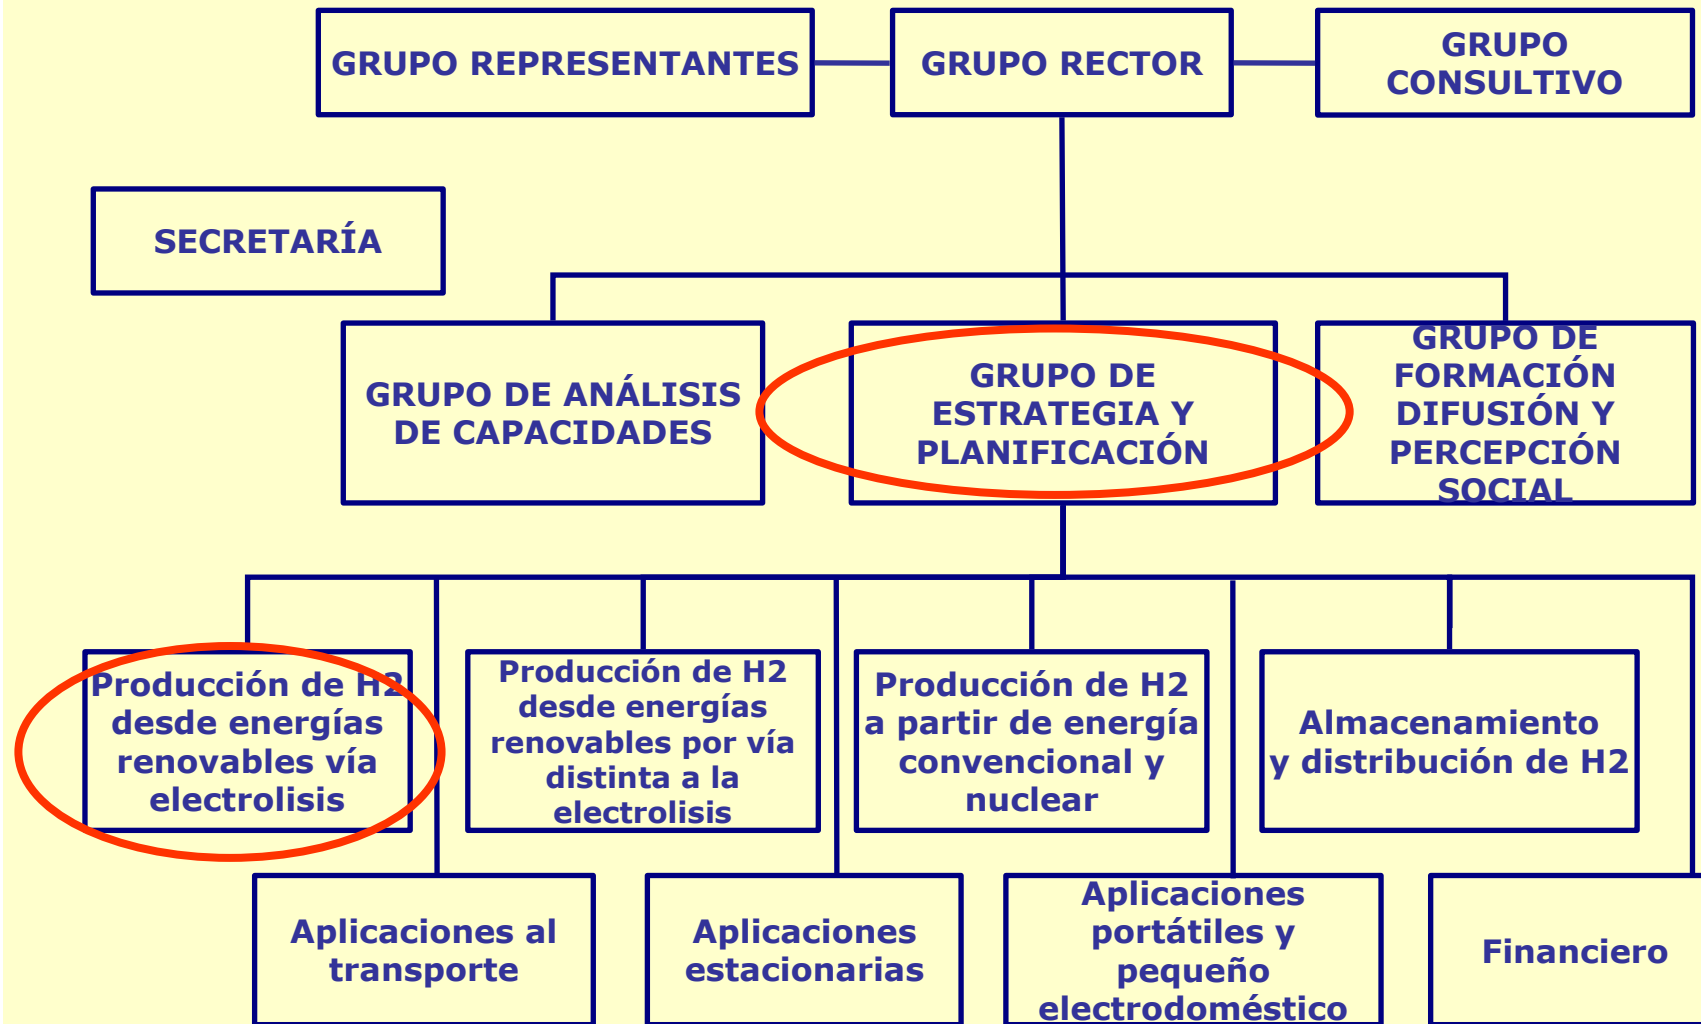 GRUPO REPRESENTANTES
GRUPO RECTOR
GRUPO
CONSULTIVO
SECRETARÍA
GRUPO DE ANÁLISIS
DE CAPACIDADES
GRUPO DE
ESTRATEGIA Y
PLANIFICACIÓN
GRUPO DE
FORMACIÓN
DIFUSIÓN Y
PERCEPCIÓN
SOCIAL
Producción de H2
desde energías
renovables vía
electrolisis
Producción de H2
desde energías
renovables por vía
distinta a la
electrolisis
Producción de H2
a partir de energía
convencional y
nuclear
Almacenamiento
y distribución de H2
Aplicaciones al
transporte
Aplicaciones
estacionarias
Aplicaciones
portátiles y
pequeño
electrodoméstico
Financiero